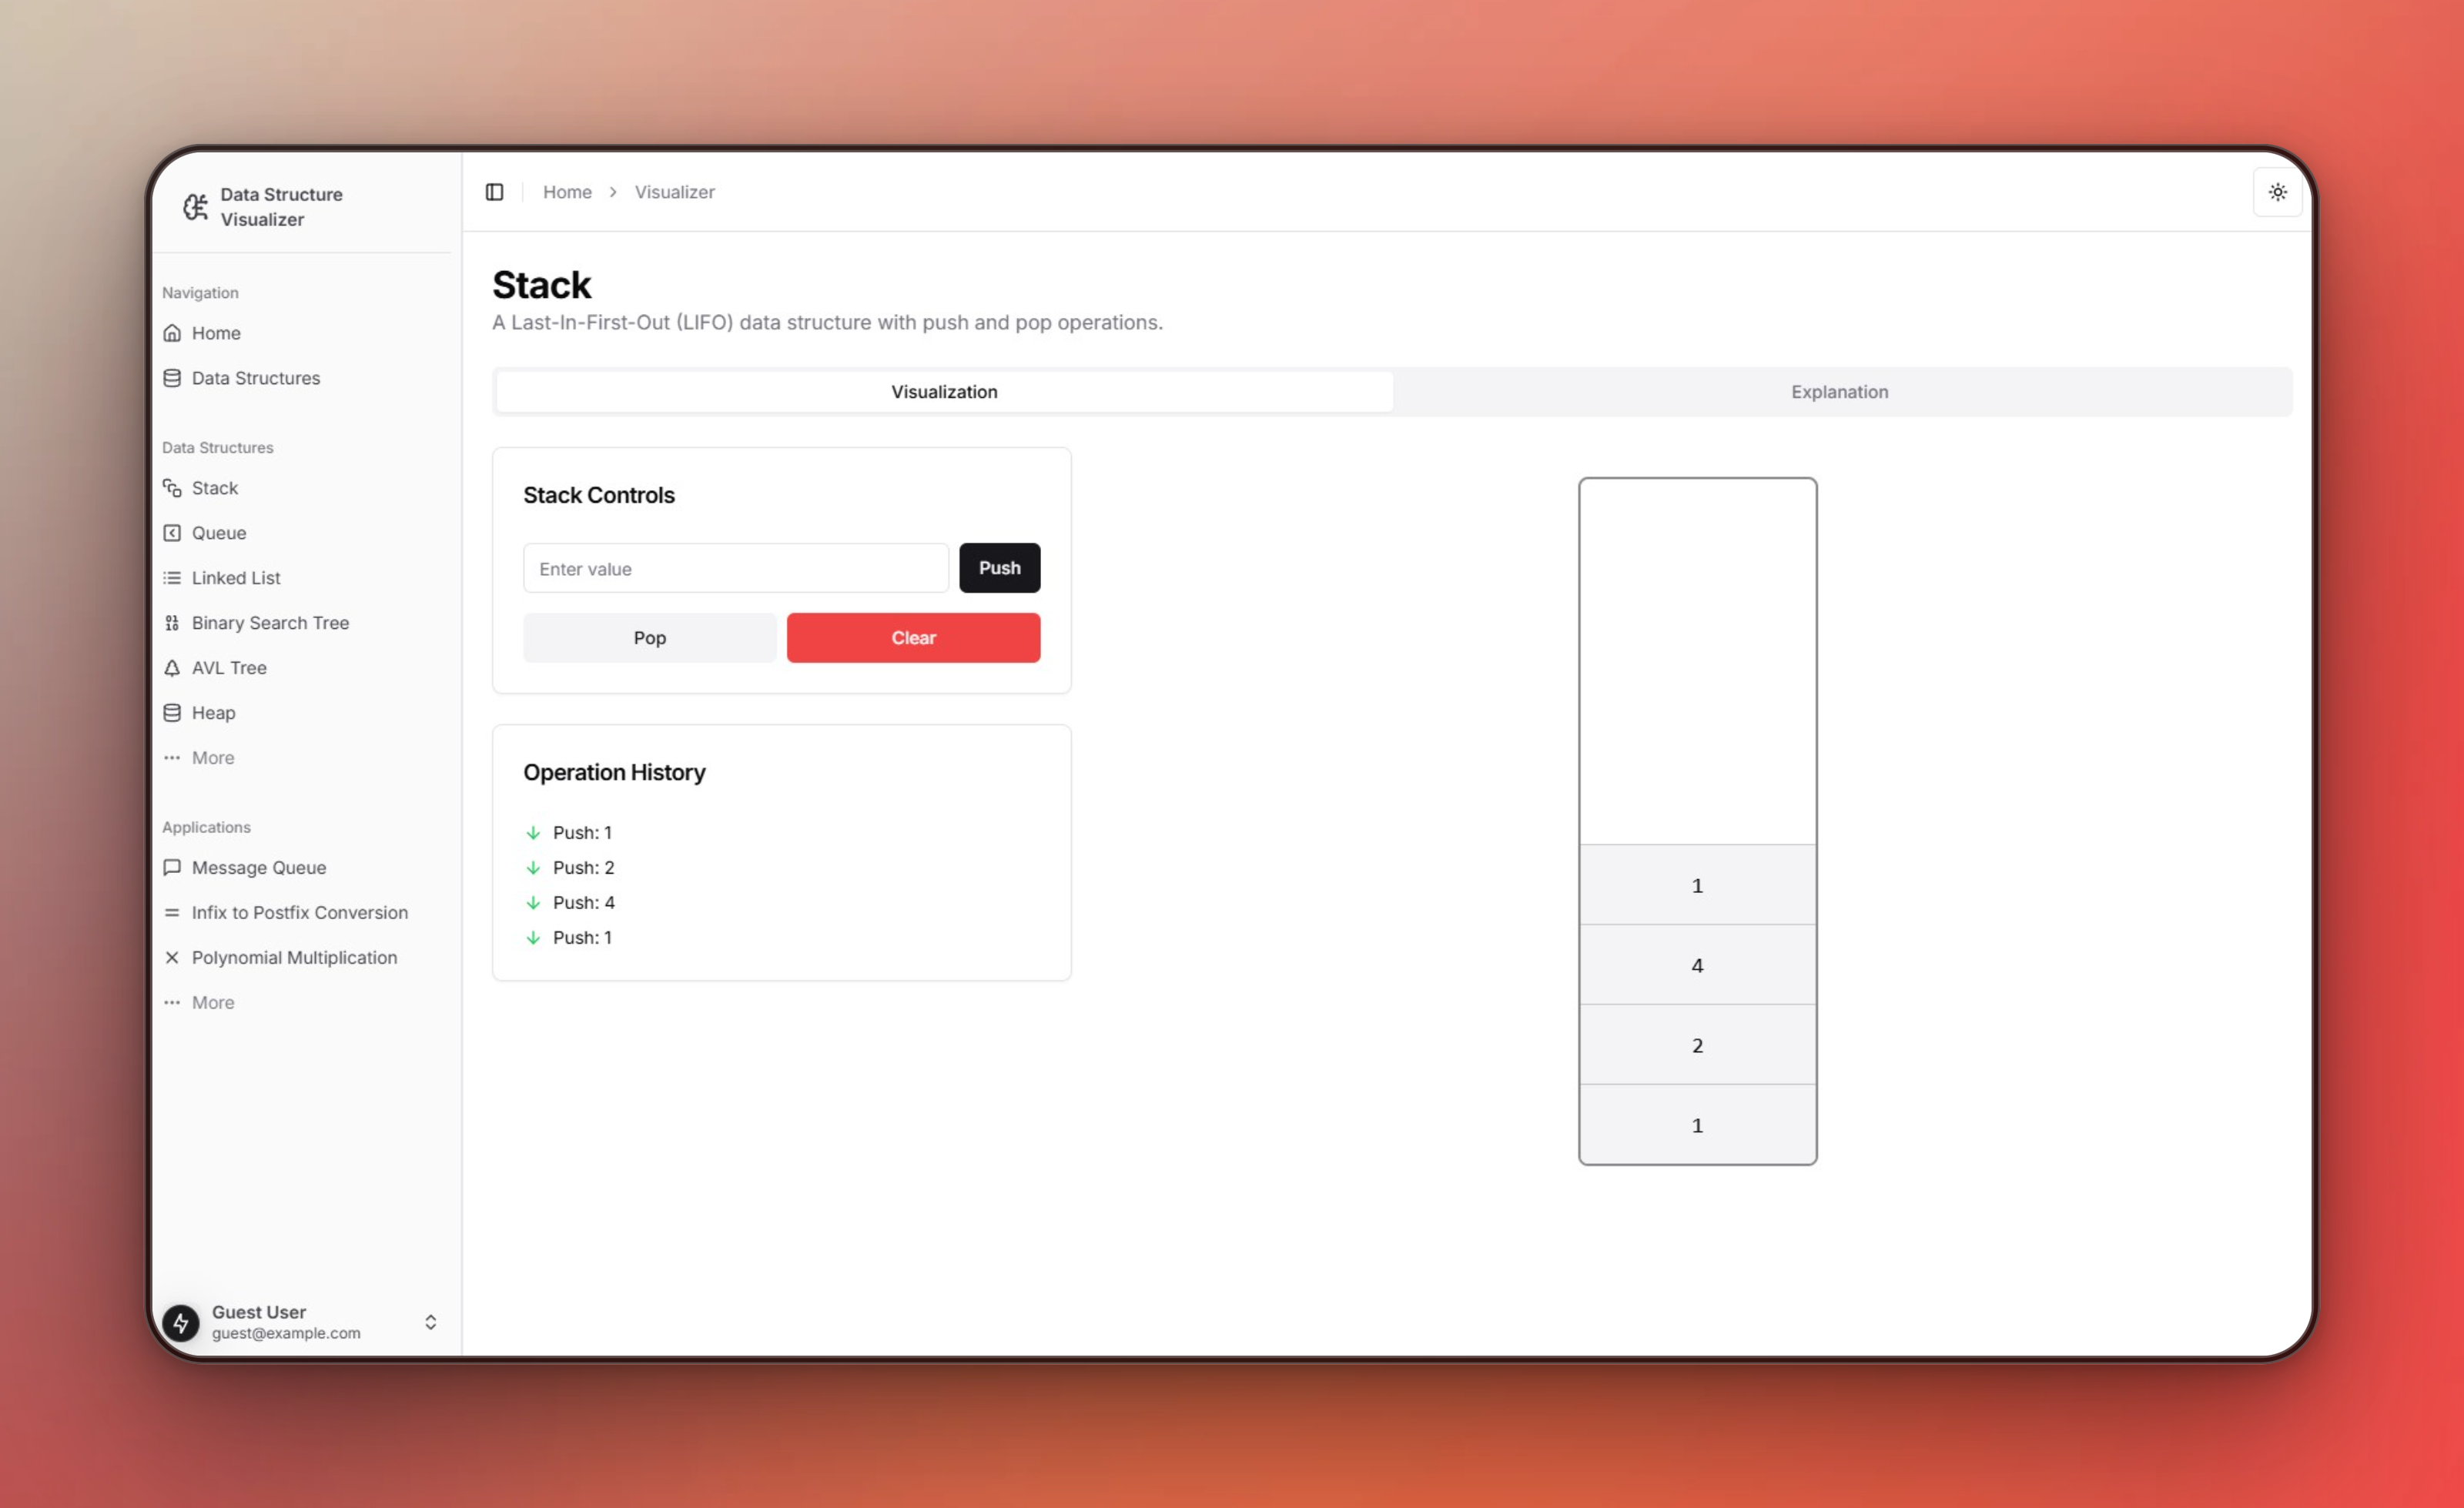 Data Structure
Visualizer
Navigation
Home
Data Structures
Data Structures
Stack
Queue
Linked List
Binary Search Tree
AVL Tree
Heap
More
Applications
Message Queue
Infix to Postfix Conversion
Polynomial Multiplication
More
Guest User
guest@example.com
Home > Visualizer
Stack
A Last-In-First-Out (LIFO) data structure with push and pop operations.
Visualization
Explanation
Stack Controls
Enter value
Push
Pop
Clear
Operation History
Push: 1
Push: 2
Push: 4
Push: 1
1
4
2
1